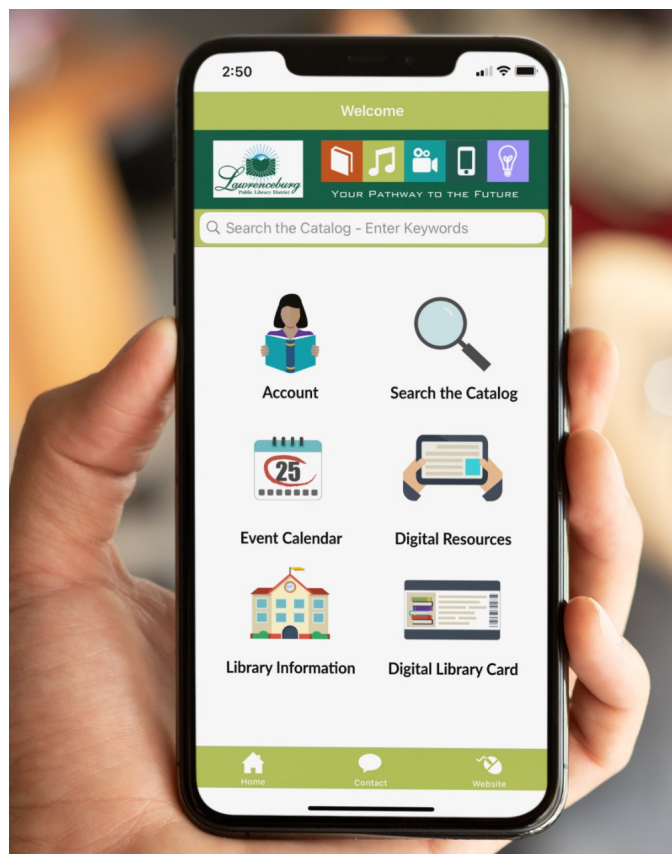 2:50
Welcome
Lawrenceburg
Public Library District
YOUR PATHWAY TO THE FUTURE
Search the Catalog - Enter Keywords
Account
Search the Catalog
25
Event Calendar
Digital Resources
Library Information
Digital Library Card
Home
Contact
Website